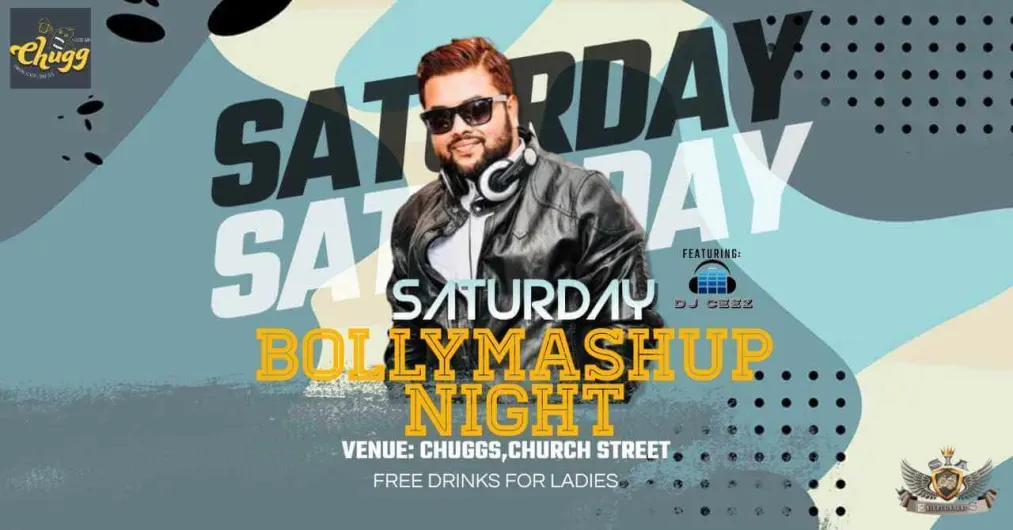 Chugg
SATURDAY
SATURDAY
FEATURING:
DJ CEEZ
SATURDAY
BOLLYMASHUP
NIGHT
VENUE: CHUGGS,CHURCH STREET
FREE DRINKS FOR LADIES